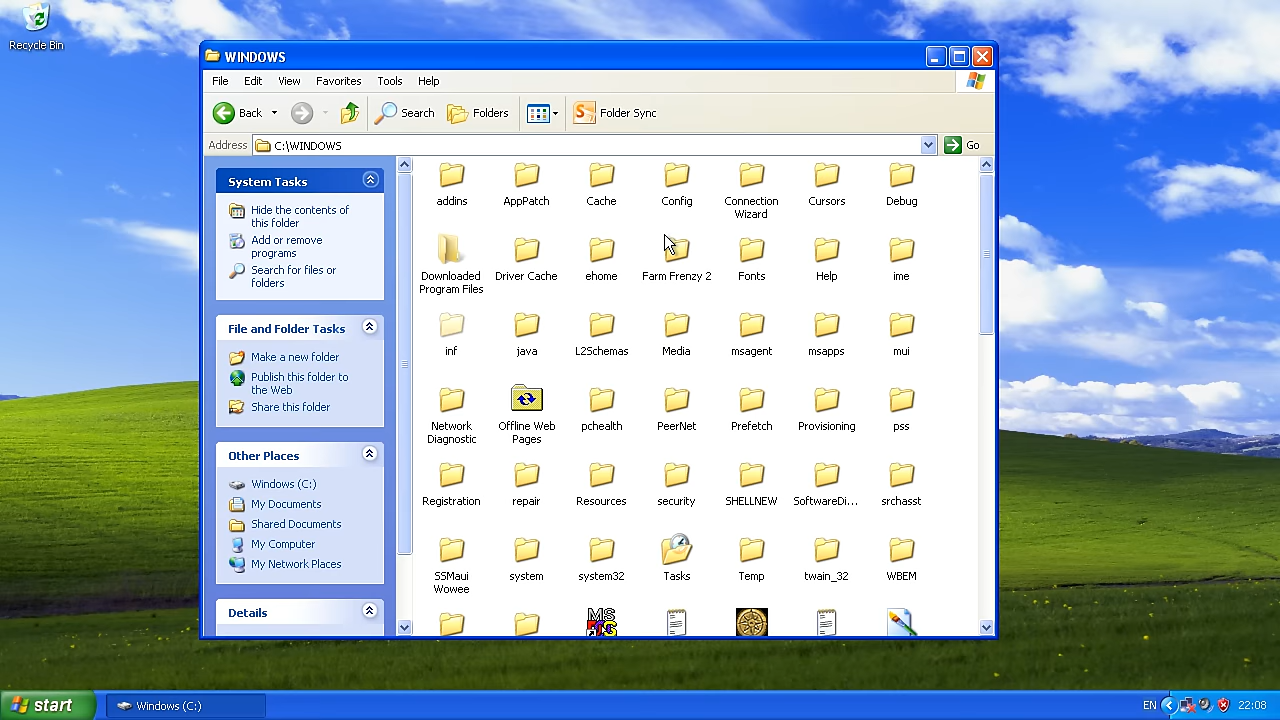 Recycle Bin
WINDOWS
File Edit View Favorites Tools Help
Back Search Folders Folder Sync
Address C:\WINDOWS Go
System Tasks
Hide the contents of
this folder
Add or remove
programs
Search for files or
folders
File and Folder Tasks
Make a new folder
Publish this folder to
the Web
Share this folder
Other Places
Windows (C:)
My Documents
Shared Documents
My Computer
My Network Places
Details
addins AppPatch Cache Config Connection Cursors Debug
Wizard
Downloaded Driver Cache ehome Farm Frenzy 2 Fonts Help ime
Program Files
inf java L2Schemas Media msagent msapps mui
Network Offline Web pchealth PeerNet Prefetch Provisioning pss
Diagnostic Pages
Registration repair Resources security SHELLNEW SoftwareDi... srchasst
SSMaui system system32 Tasks Temp twain_32 WBEM
Wowee
MS
start Windows (C:) EN 22:08